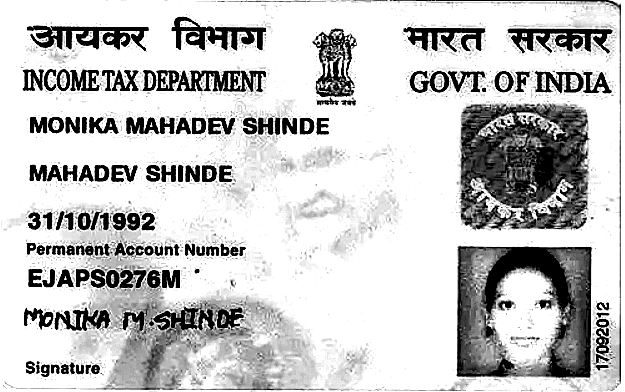 आयकर विभाग
INCOME TAX DEPARTMENT
सत्यमेव जयते
भारत सरकार
GOVT. OF INDIA
MONIKA MAHADEV SHINDE
MAHADEV SHINDE
31/10/1992
Permanent Account Number
EJAPS0276M
MONIKA M. SHINDE
Signature
भारत सरकार
आयकर विभाग
17092012